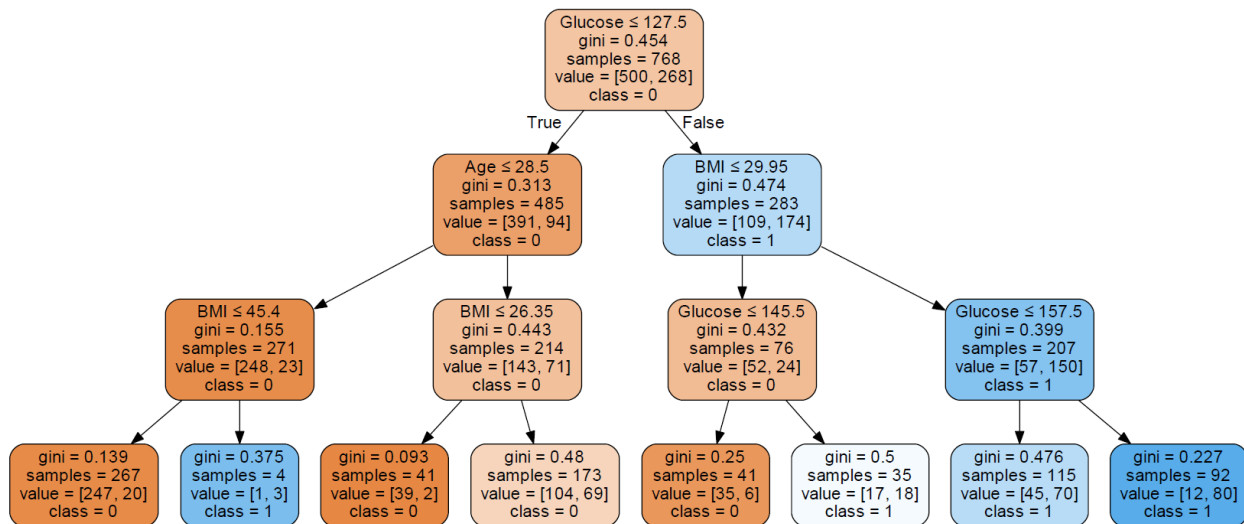 Glucose ≤ 127.5
gini = 0.454
samples = 768
value = [500, 268]
class = 0
True
False
Age ≤ 28.5
gini = 0.313
samples = 485
value = [391, 94]
class = 0
BMI ≤ 29.95
gini = 0.474
samples = 283
value = [109, 174]
class = 1
BMI ≤ 45.4
gini = 0.155
samples = 271
value = [248, 23]
class = 0
BMI ≤ 26.35
gini = 0.443
samples = 214
value = [143, 71]
class = 0
Glucose ≤ 145.5
gini = 0.432
samples = 76
value = [52, 24]
class = 0
Glucose ≤ 157.5
gini = 0.399
samples = 207
value = [57, 150]
class = 1
gini = 0.139
samples = 267
value = [247, 20]
class = 0
gini = 0.375
samples = 4
value = [1, 3]
class = 1
gini = 0.093
samples = 41
value = [39, 2]
class = 0
gini = 0.48
samples = 173
value = [104, 69]
class = 0
gini = 0.25
samples = 41
value = [35, 6]
class = 0
gini = 0.5
samples = 35
value = [17, 18]
class = 1
gini = 0.476
samples = 115
value = [45, 70]
class = 1
gini = 0.227
samples = 92
value = [12, 80]
class = 1